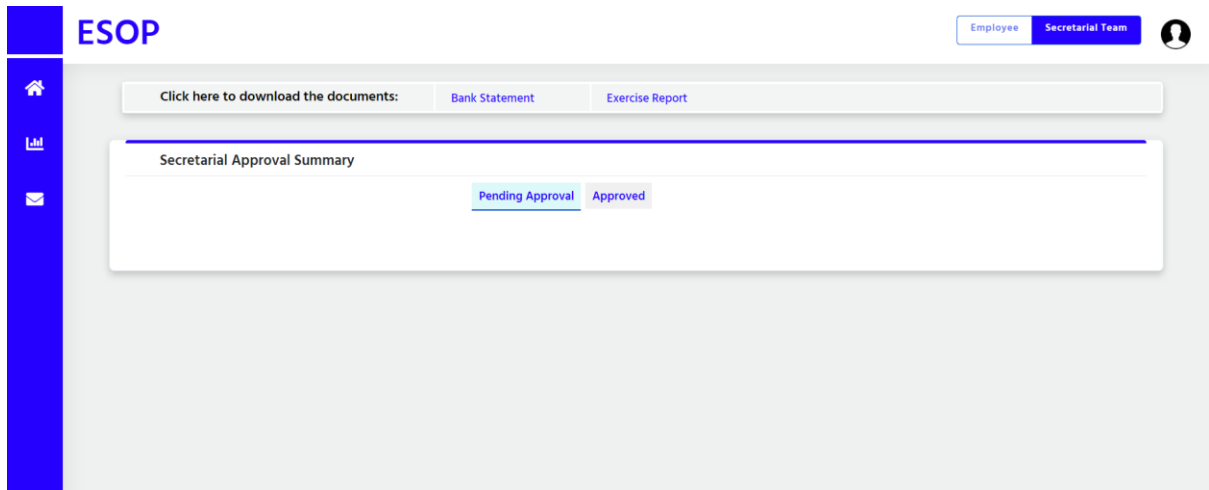 ESOP
Employee Secretarial Team
Click here to download the documents: Bank Statement Exercise Report
Secretarial Approval Summary
Pending Approval Approved